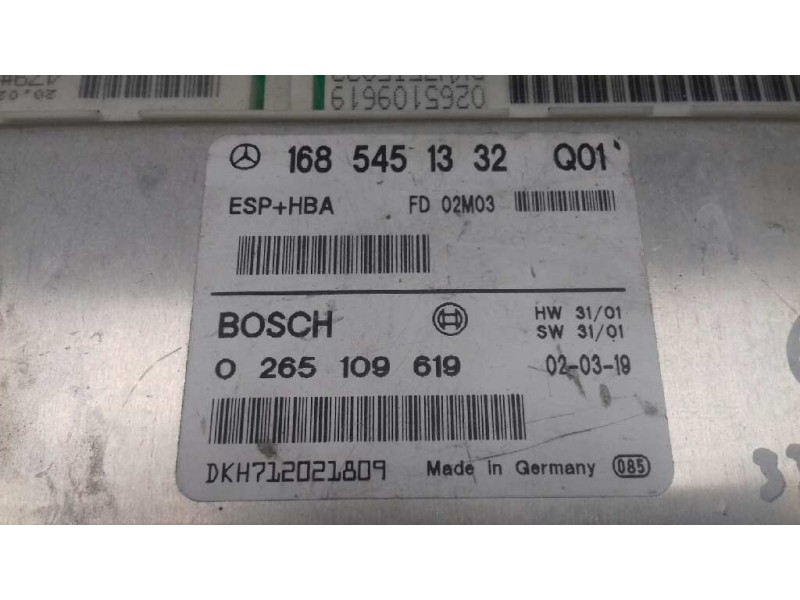 0265109619
168 545 13 32 Q01
ESP+HBA FD 02M03
BOSCH HW 31/01
SW 31/01
0 265 109 619 02-03-19
DKH712021809 Made in Germany 085